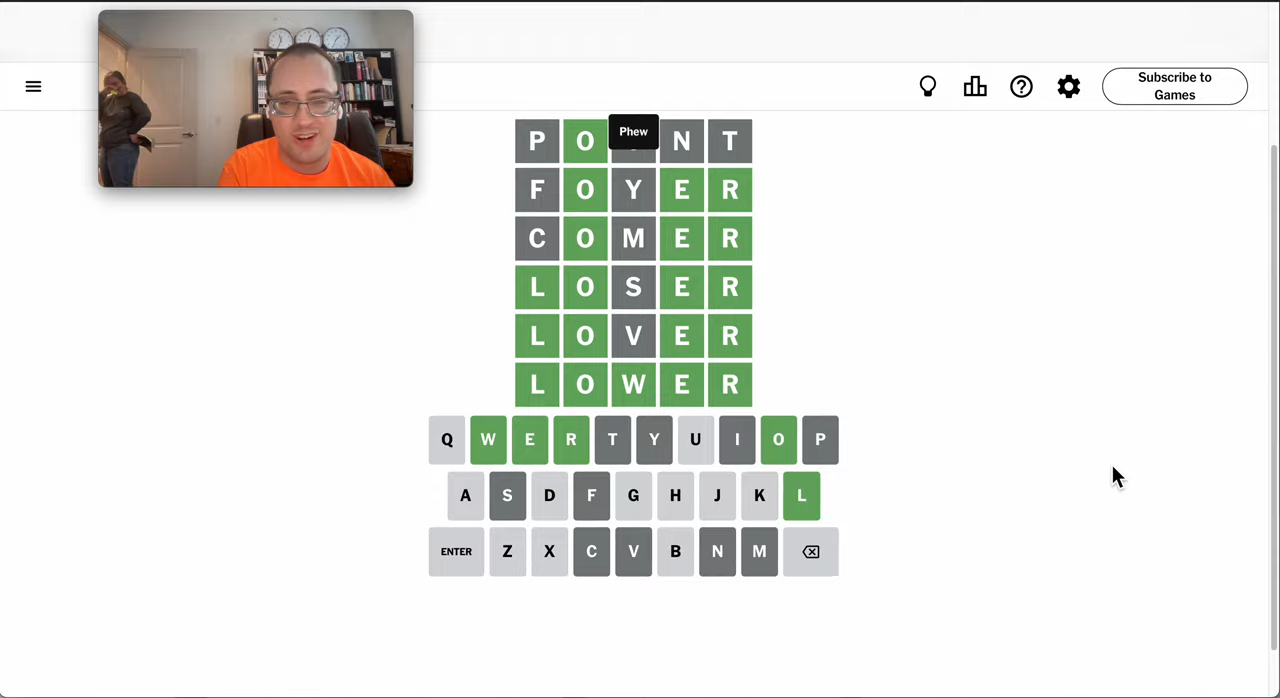 Subscribe to
Games
Phew
P O N T
F O Y E R
C O M E R
L O S E R
L O V E R
L O W E R
Q W E R T Y U I O P
A S D F G H J K L
ENTER Z X C V B N M